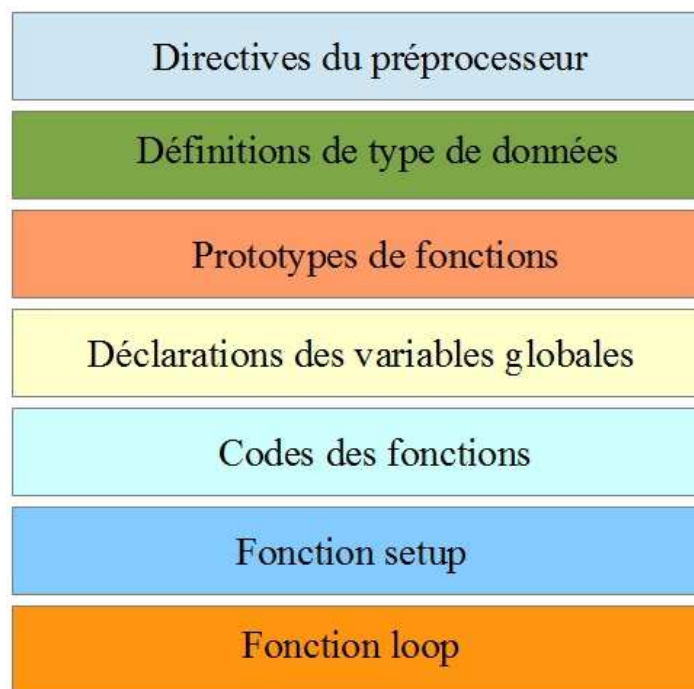 Directives du préprocesseur
Définitions de type de données
Prototypes de fonctions
Déclarations des variables globales
Codes des fonctions
Fonction setup
Fonction loop